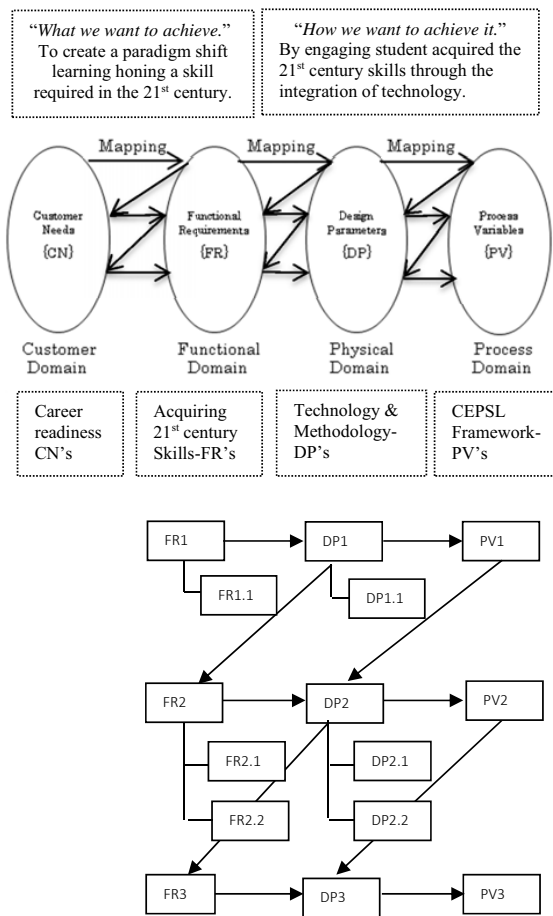 “What we want to achieve.”
To create a paradigm shift
learning honing a skill
required in the 21st century.
“How we want to achieve it.”
By engaging student acquired the
21st century skills through the
integration of technology.
Mapping
Mapping
Mapping
Customer
Needs
{CN}
Functional
Requirements
{FR}
Design
Parameters
{DP}
Process
Variables
{PV}
Customer
Domain
Functional
Domain
Physical
Domain
Process
Domain
Career
readiness
CN's
Acquiring
21st century
Skills-FR's
Technology &
Methodology-
DP's
CEPSL
Framework-
PV's
FR1
DP1
PV1
FR1.1
DP1.1
FR2
DP2
PV2
FR2.1
DP2.1
FR2.2
DP2.2
FR3
DP3
PV3